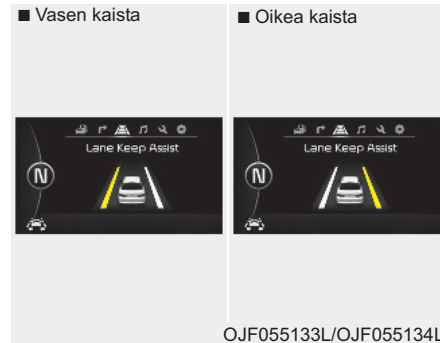 ■ Vasen kaista
■ Oikea kaista
Lane Keep Assist
N
Lane Keep Assist
N
OJF055133L/OJF055134L